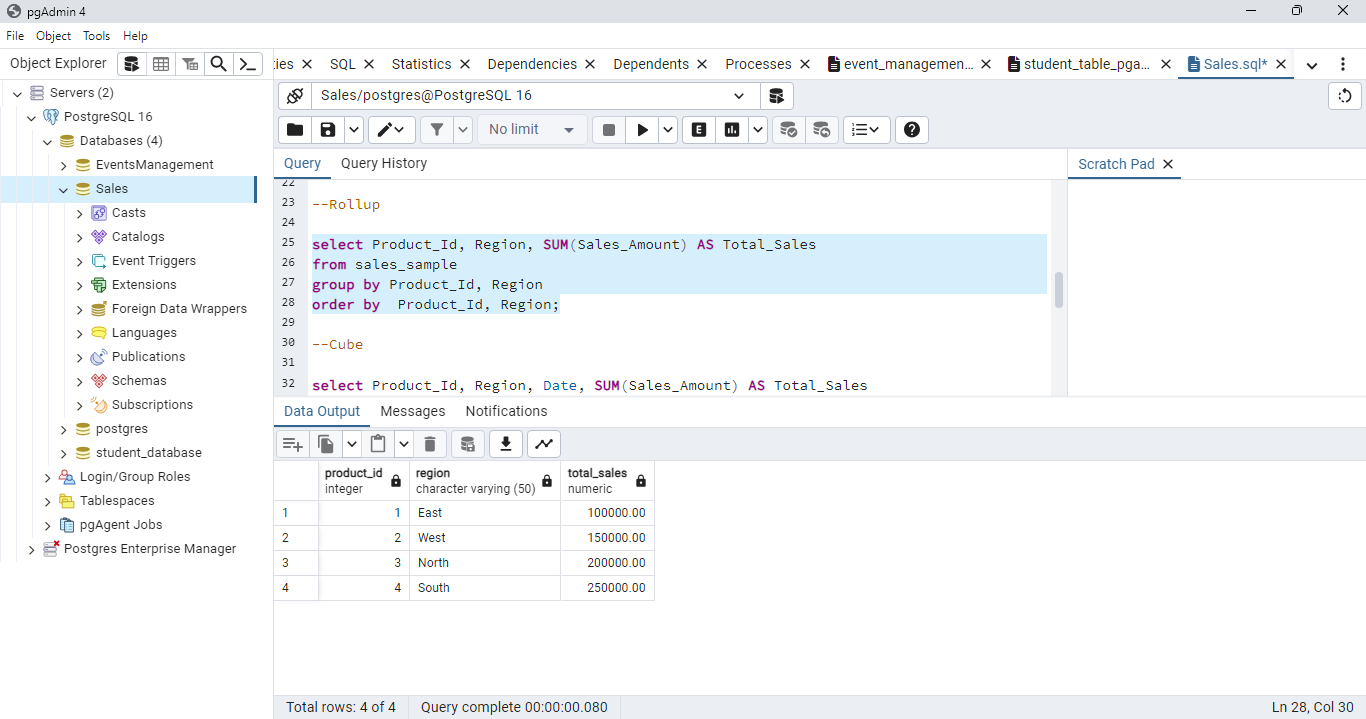 pgAdmin 4
File Object Tools Help
Object Explorer
ties SQL Statistics Dependencies Dependents Processes event_managemen... student_table_pga... Sales.sql*
Servers (2)
PostgreSQL 16
Databases (4)
EventsManagement
Sales
Casts
Catalogs
Event Triggers
Extensions
Foreign Data Wrappers
Languages
Publications
Schemas
Subscriptions
postgres
student_database
Login/Group Roles
Tablespaces
pgAgent Jobs
Postgres Enterprise Manager
Sales/postgres@PostgreSQL 16
No limit
E
Query Query History
Scratch Pad
22
23 --Rollup
24
25 select Product_Id, Region, SUM(Sales_Amount) AS Total_Sales
26 from sales_sample
27 group by Product_Id, Region
28 order by  Product_Id, Region;
29
30 --Cube
31
32 select Product_Id, Region, Date, SUM(Sales_Amount) AS Total_Sales
Data Output Messages Notifications
product_id region total_sales
integer character varying (50) numeric
1 1 East 100000.00
2 2 West 150000.00
3 3 North 200000.00
4 4 South 250000.00
Total rows: 4 of 4 Query complete 00:00:00.080 Ln 28, Col 30